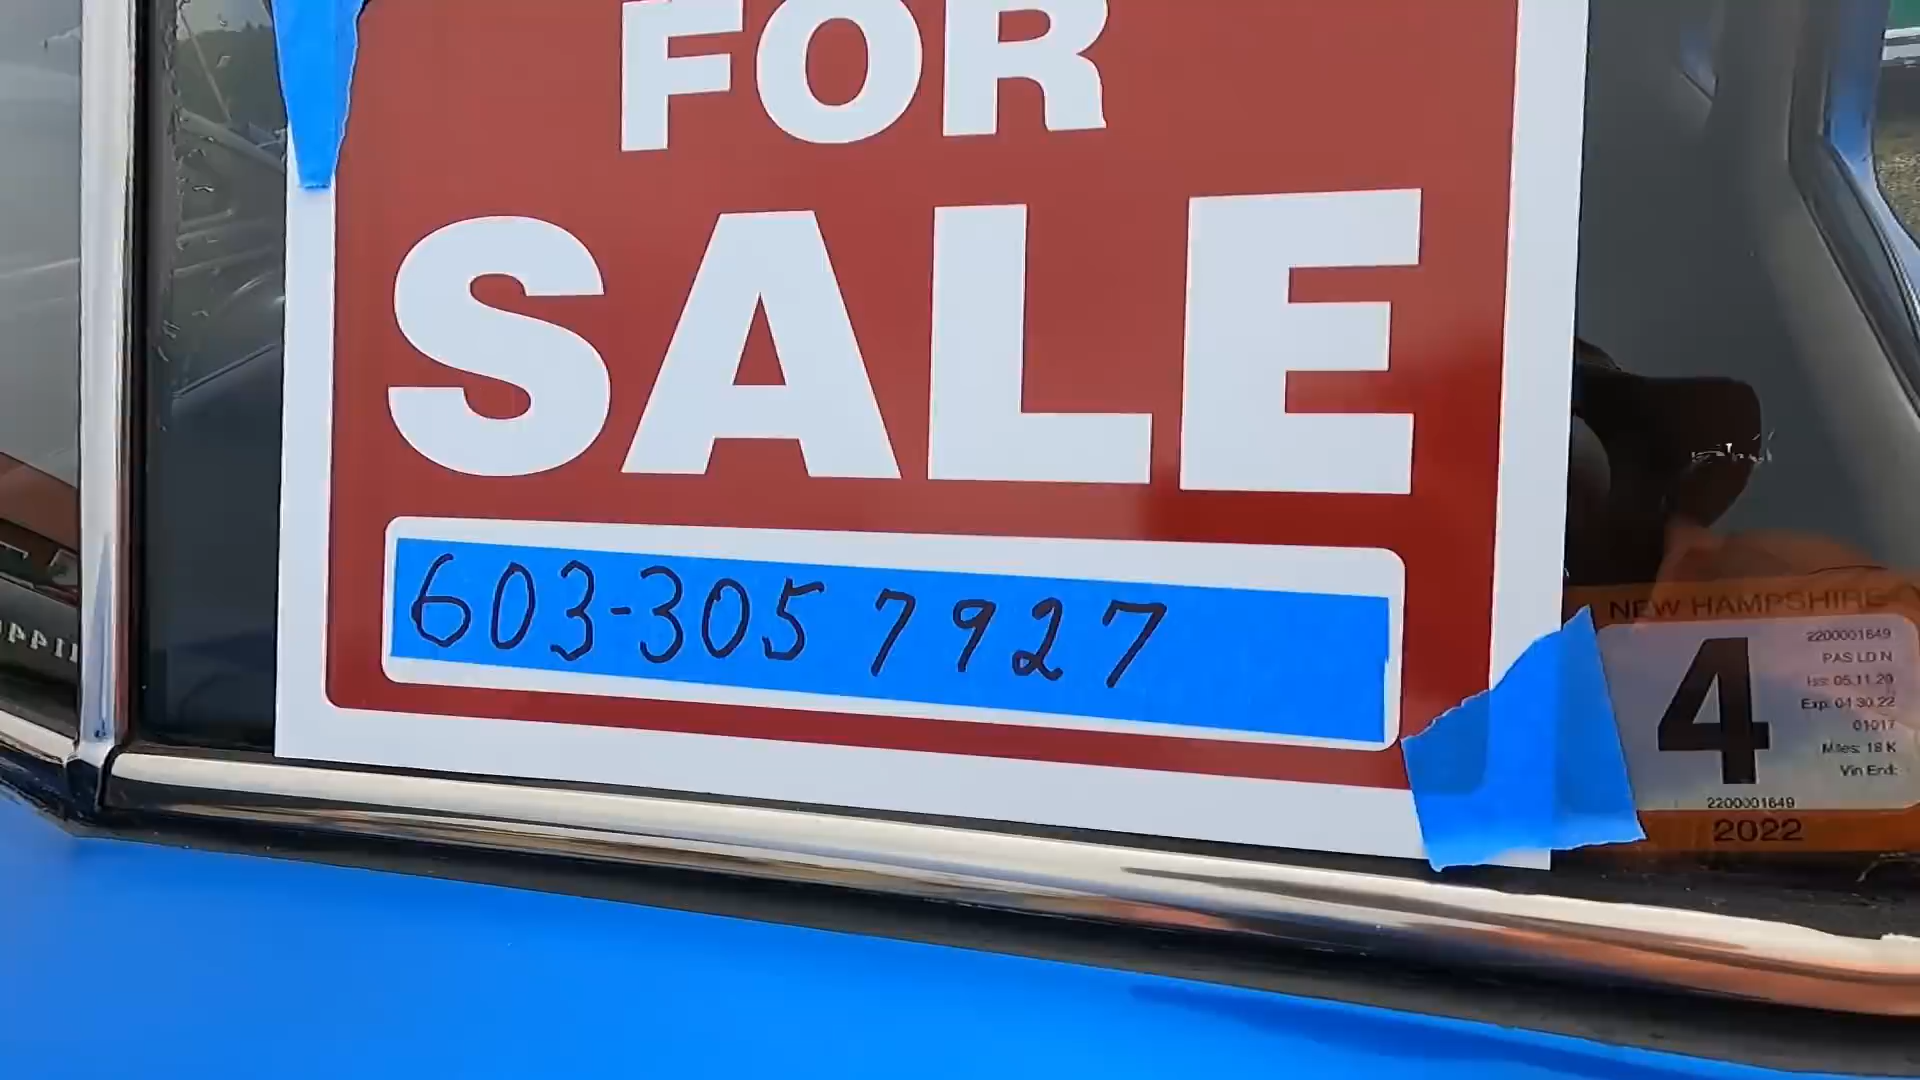 FOR
SALE
603-305 7927
NEW HAMPSHIRE
4
2200001649
PAS LD N
Iss: 05.11.20
Exp: 04.30.22
01017
Miles: 18 K
Vin End:
2200001649
2022